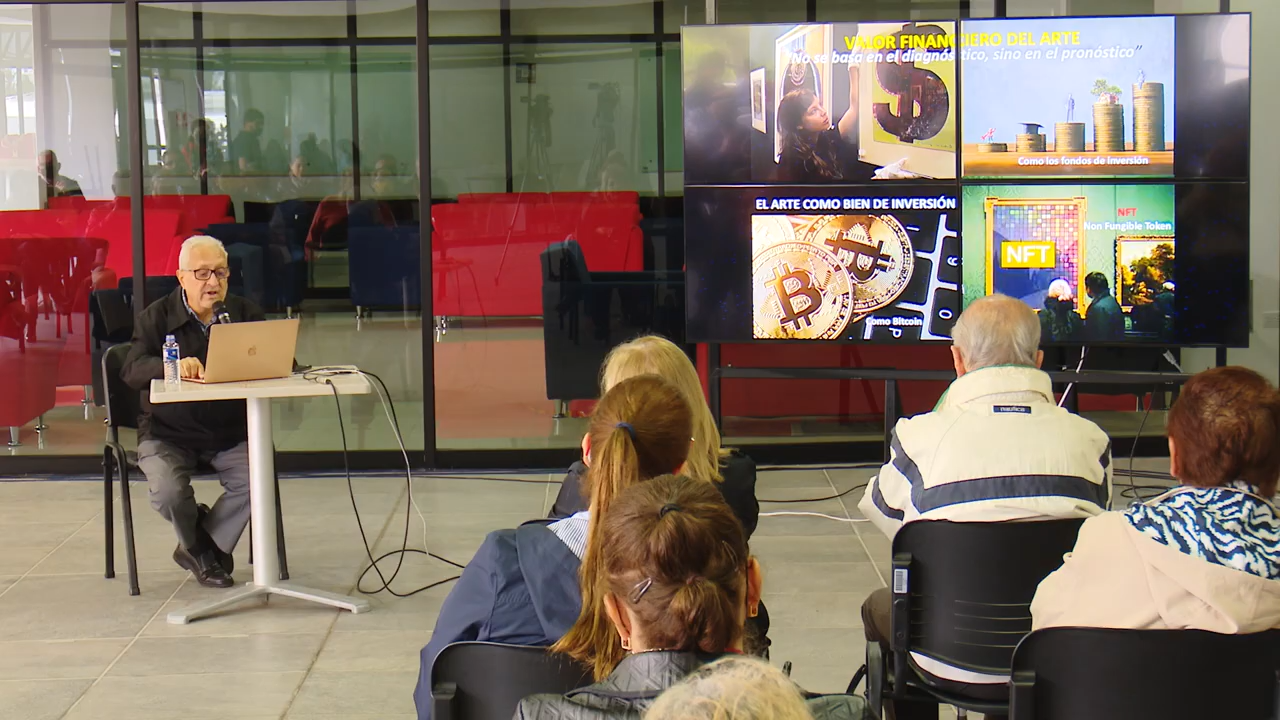 VALOR FINANCIERO DEL ARTE
"No se basa en el diagnóstico, sino en el pronóstico"
Como los fondos de inversión
EL ARTE COMO BIEN DE INVERSIÓN
Como Bitcoin
NFT
Non Fungible Token
NFT
nautica